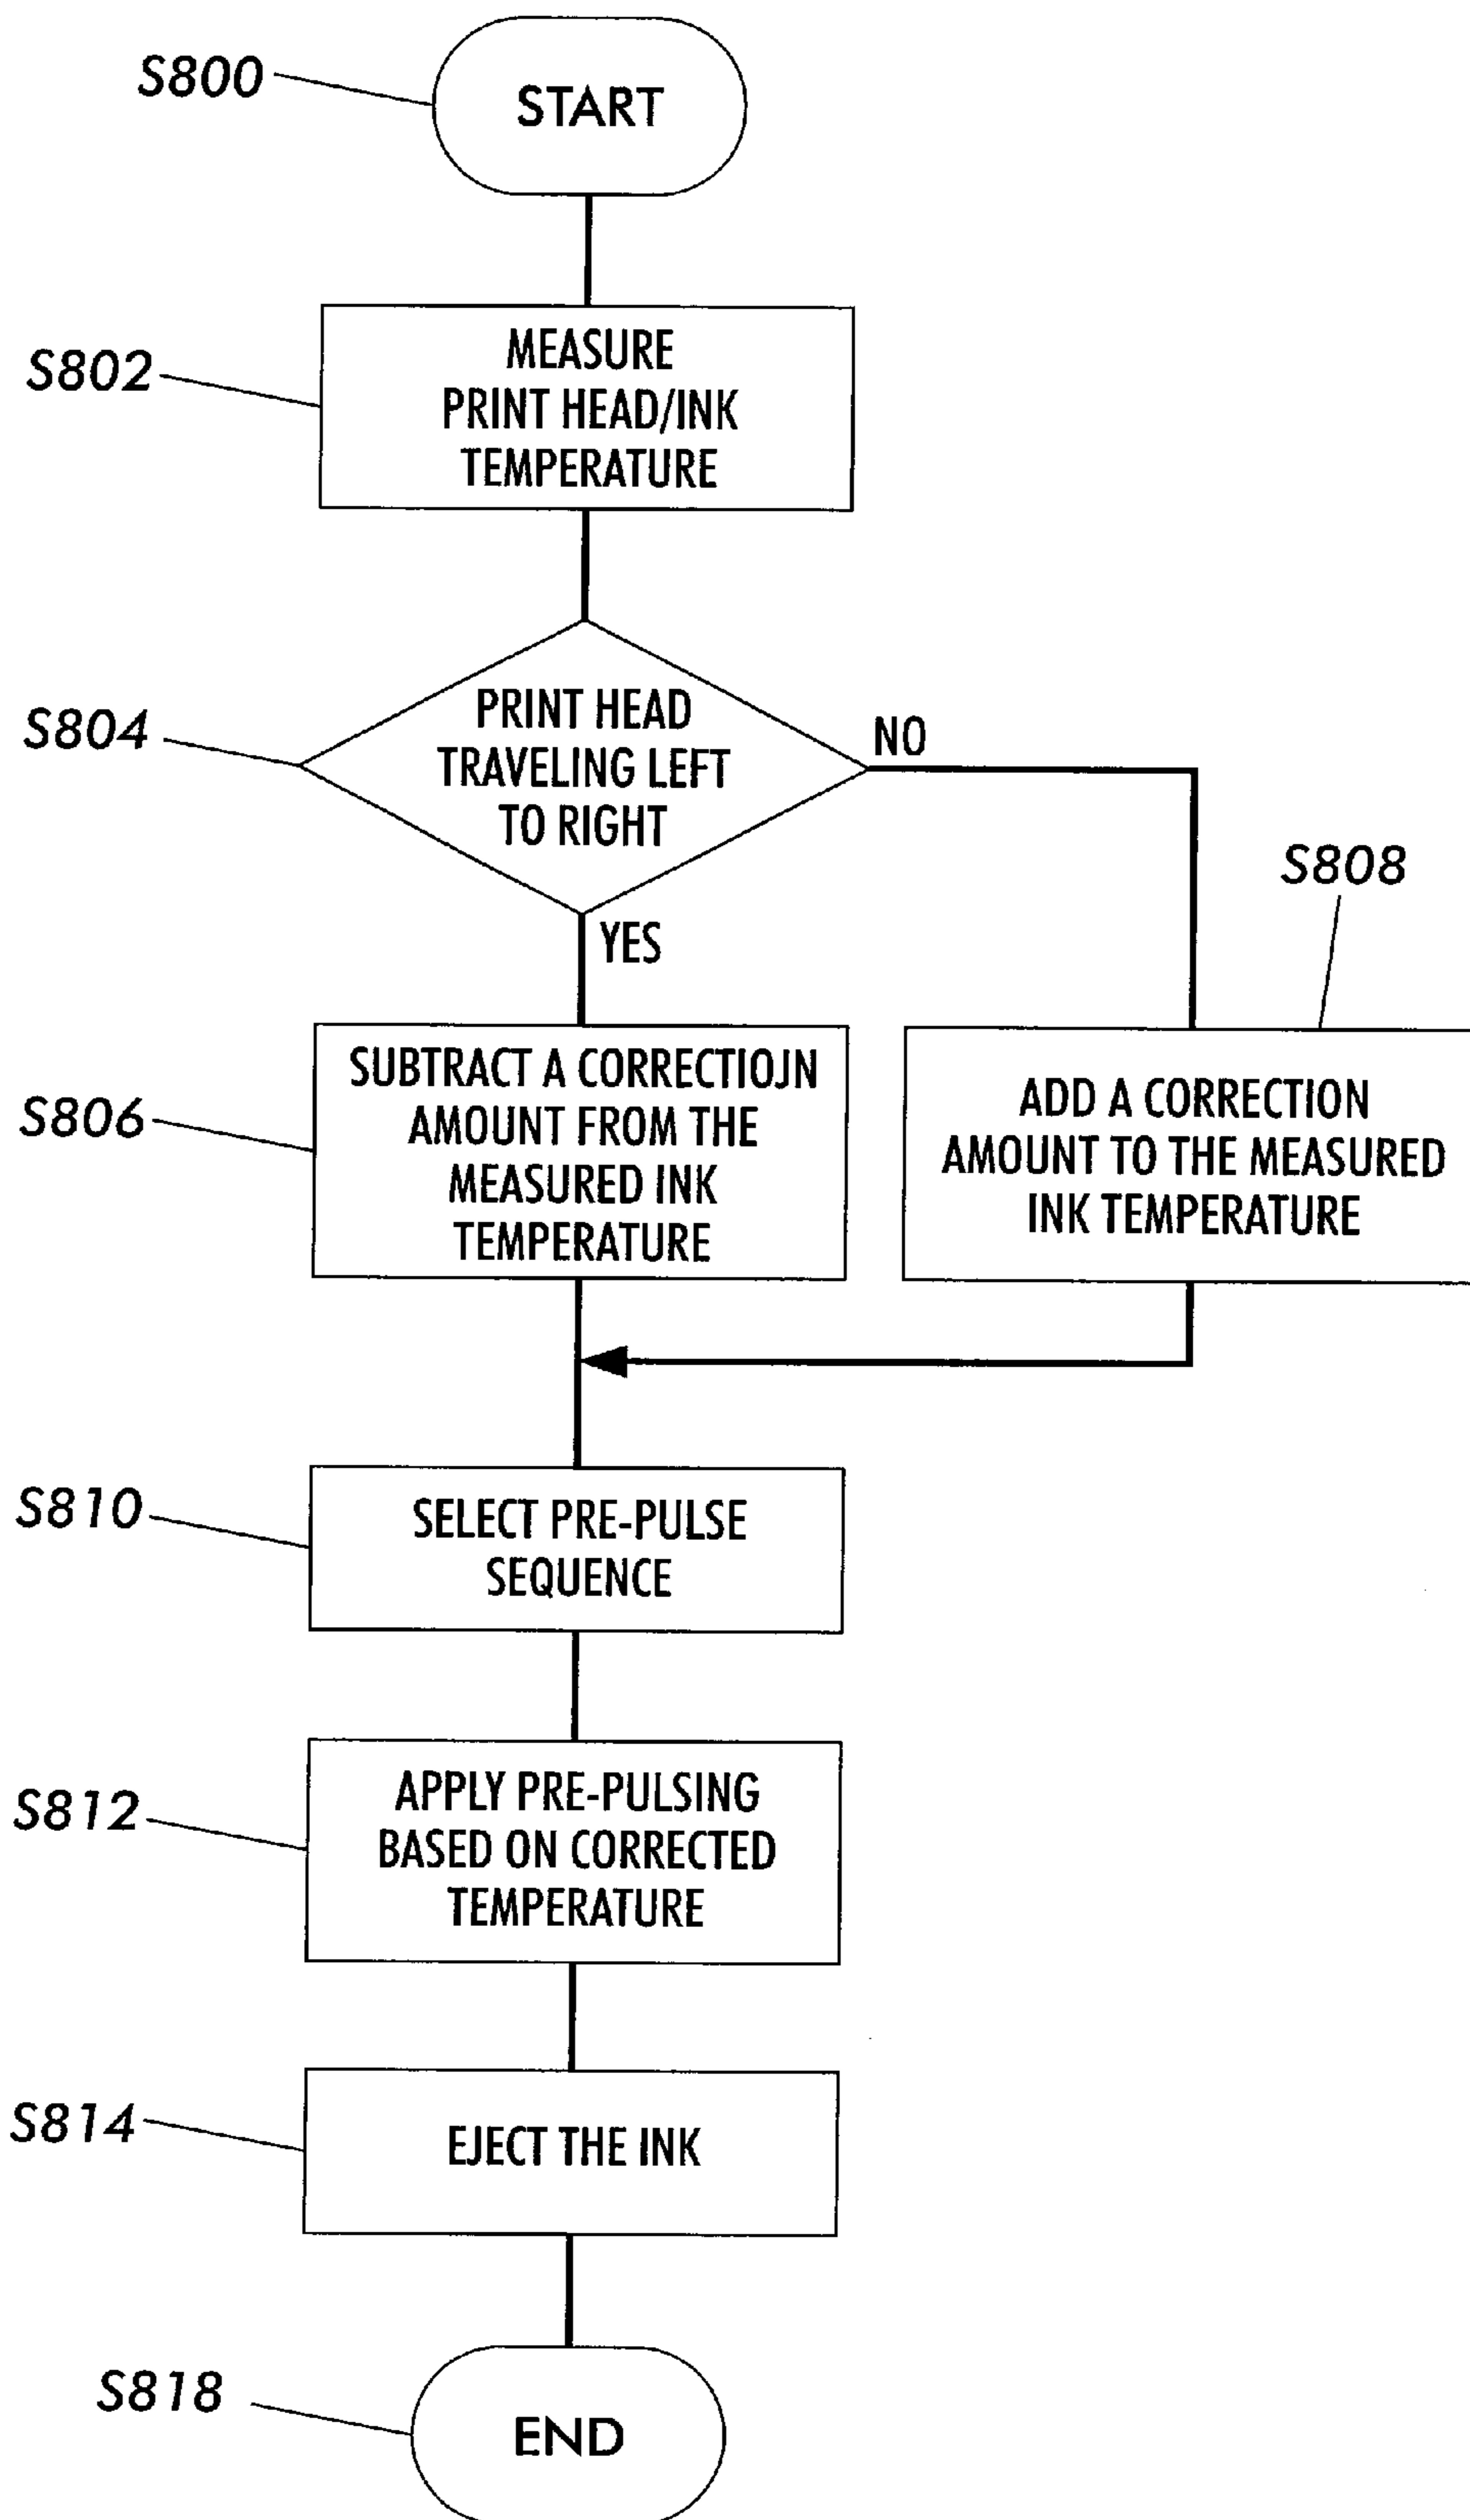 S800
START
S802
MEASURE
PRINT HEAD/INK
TEMPERATURE
S804
PRINT HEAD
TRAVELING LEFT
TO RIGHT
NO
YES
S808
S806
SUBTRACT A CORRECTIOJN
AMOUNT FROM THE
MEASURED INK
TEMPERATURE
ADD A CORRECTION
AMOUNT TO THE MEASURED
INK TEMPERATURE
S810
SELECT PRE-PULSE
SEQUENCE
S812
APPLY PRE-PULSING
BASED ON CORRECTED
TEMPERATURE
S814
EJECT THE INK
S818
END